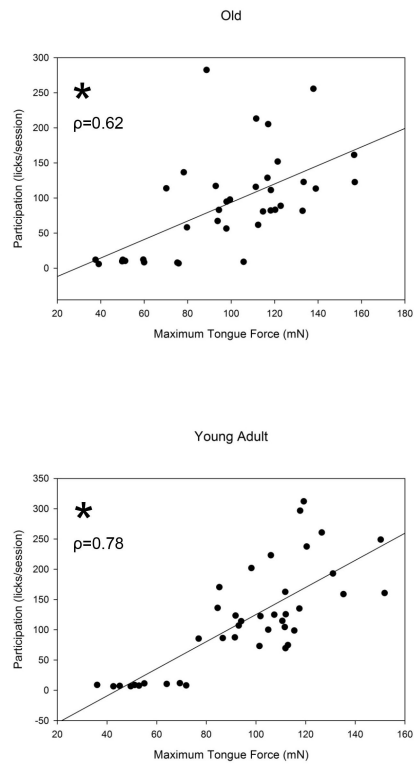 Old
300
250
200
150
100
50
0
Participation (licks/session)
*
ρ=0.62
20 40 60 80 100 120 140 160 180
Maximum Tongue Force (mN)
Young Adult
350
300
250
200
150
100
50
0
-50
Participation (licks/session)
*
ρ=0.78
20 40 60 80 100 120 140 160
Maximum Tongue Force (mN)